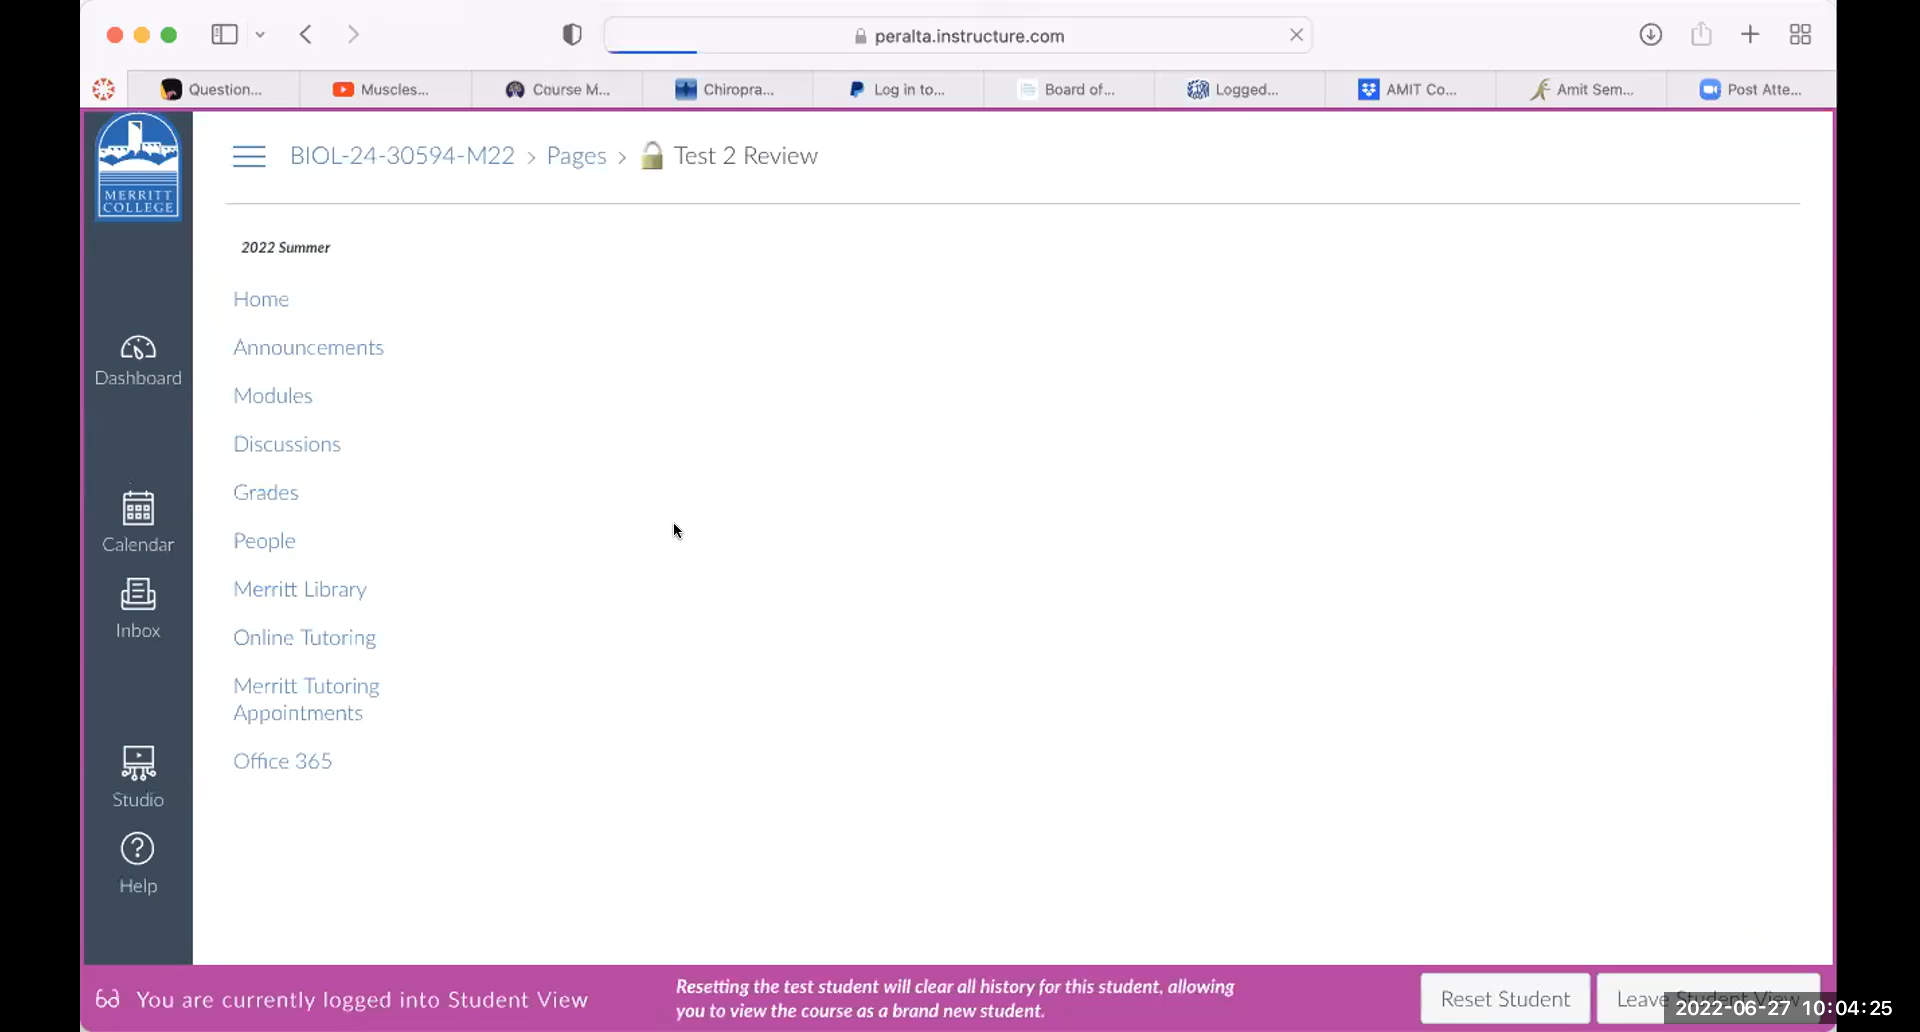 peralta.instructure.com
Question...
Muscles...
Course M...
Chiropra...
Log in to...
Board of...
Logged...
AMIT Co...
Amit Sem...
Post Atte...
MERRITT
COLLEGE
BIOL-24-30594-M22 > Pages > Test 2 Review
2022 Summer
Home
Announcements
Modules
Discussions
Grades
People
Merritt Library
Online Tutoring
Merritt Tutoring
Appointments
Office 365
Dashboard
Calendar
Inbox
Studio
Help
You are currently logged into Student View
Resetting the test student will clear all history for this student, allowing
you to view the course as a brand new student.
Reset Student
Leave Student View
2022-06-27 10:04:25